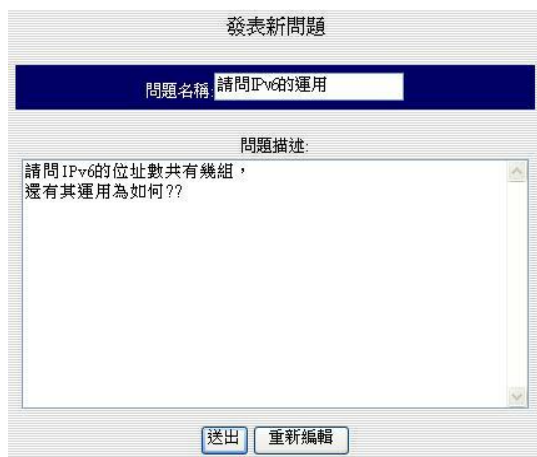 發表新問題
問題名稱: 請問IPv6的運用
問題描述:
請問IPv6的位址數共有幾組，
還有其運用為如何??
送出 重新編輯